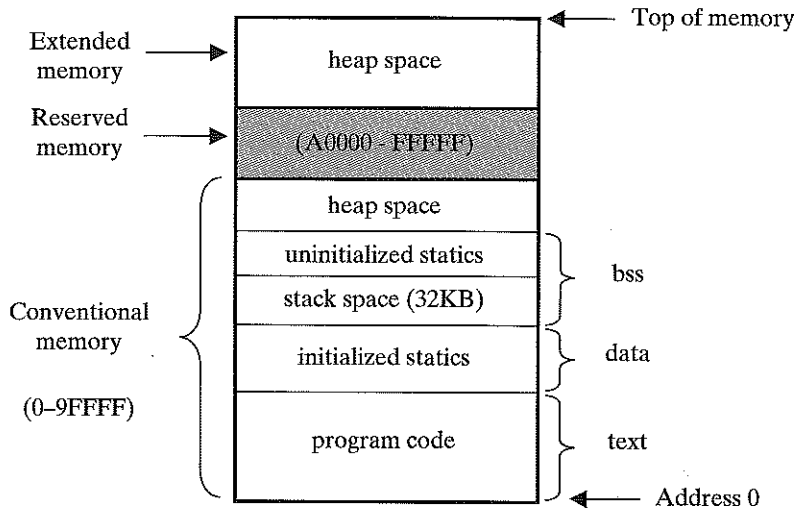 Top of memory
Extended
memory
heap space
Reserved
memory
(A0000 - FFFFF)
heap space
uninitialized statics
bss
stack space (32KB)
Conventional
memory
(0–9FFFF)
initialized statics
data
program code
text
Address 0